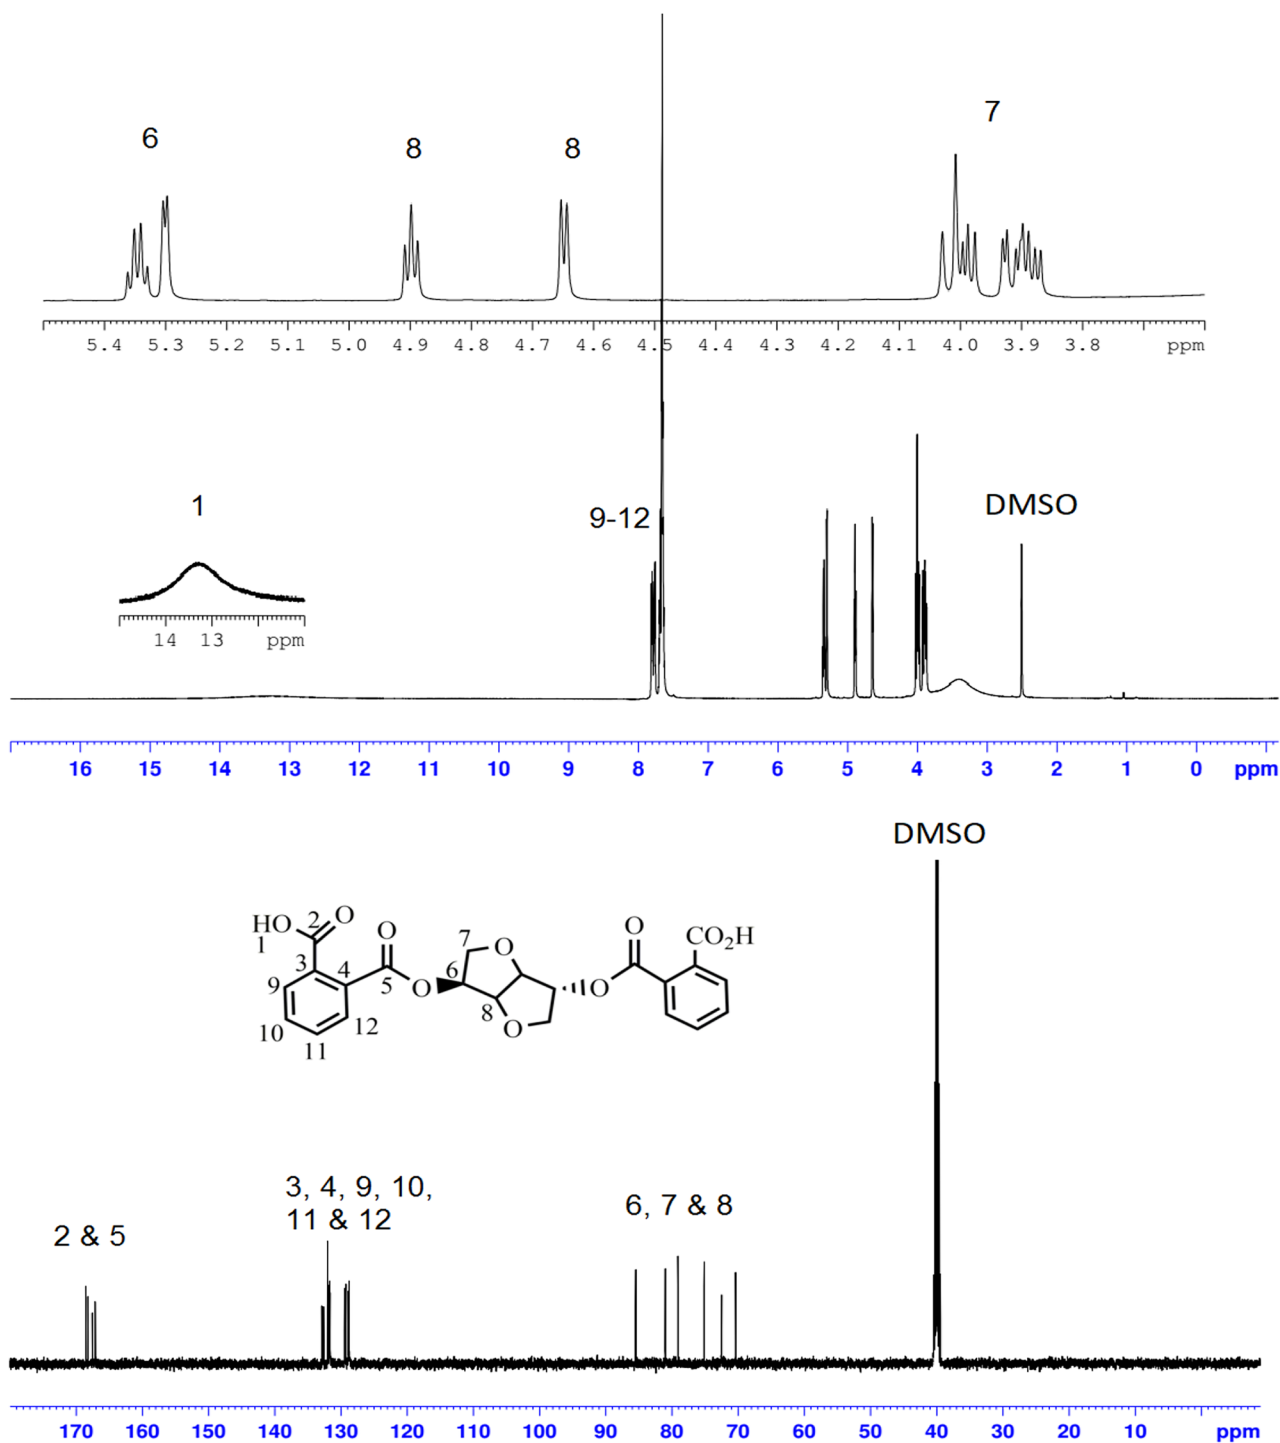 7
6 8 8
5.4 5.3 5.2 5.1 5.0 4.9 4.8 4.7 4.6 4.5 4.4 4.3 4.2 4.1 4.0 3.9 3.8 ppm
1
DMSO
9-12
14 13 ppm
16 15 14 13 12 11 10 9 8 7 6 5 4 3 2 1 0 ppm
DMSO
HO 2 O
1
O
7 O
O
CO2H
3 4
5 O 6
O
9
8 O
10 12
11
3, 4, 9, 10,
11 & 12
6, 7 & 8
2 & 5
170 160 150 140 130 120 110 100 90 80 70 60 50 40 30 20 10 ppm